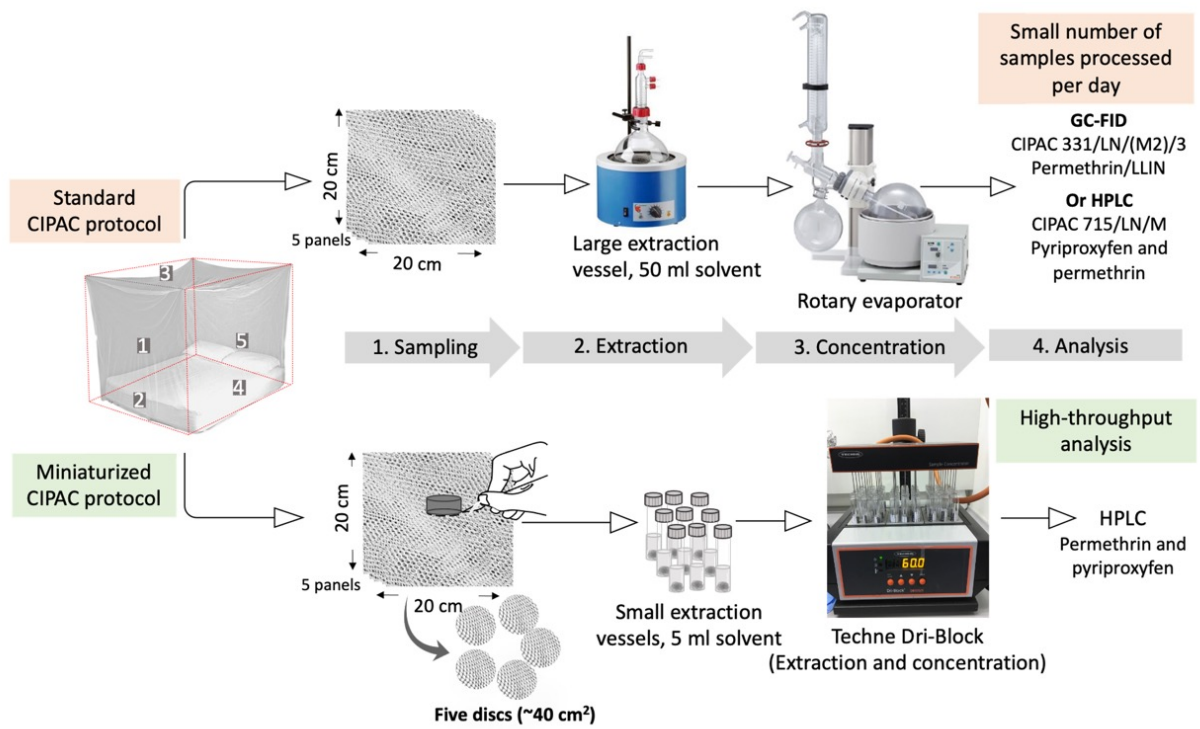 Small number of
samples processed
per day
GC-FID
CIPAC 331/LN/(M2)/3
Permethrin/LLIN
Or HPLC
CIPAC 715/LN/M
Pyriproxyfen and
permethrin
Standard
CIPAC protocol
20 cm
5 panels
20 cm
Large extraction
vessel, 50 ml solvent
Rotary evaporator
3
1
5
2
4
1. Sampling
2. Extraction
3. Concentration
4. Analysis
Miniaturized
CIPAC protocol
20 cm
5 panels
20 cm
Five discs (~40 cm²)
Small extraction
vessels, 5 ml solvent
60.0
Techne Dri-Block
(Extraction and concentration)
High-throughput
analysis
HPLC
Permethrin and
pyriproxyfen